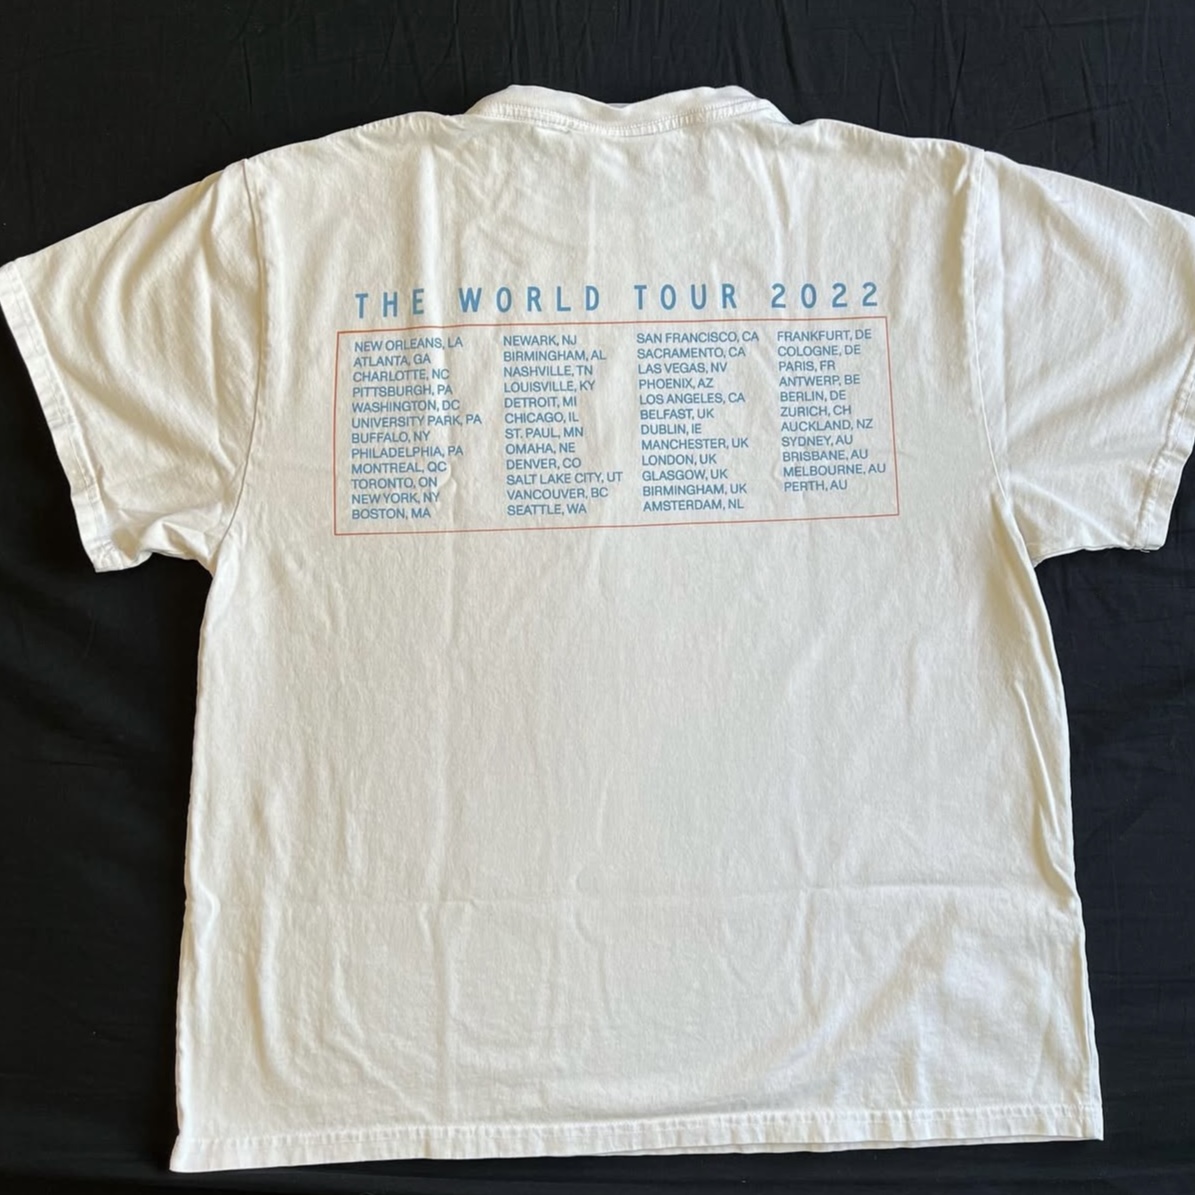 THE WORLD TOUR 2022
NEW ORLEANS, LA
ATLANTA, GA
CHARLOTTE, NC
PITTSBURGH, PA
WASHINGTON, DC
UNIVERSITY PARK, PA
BUFFALO, NY
PHILADELPHIA, PA
MONTREAL, QC
TORONTO, ON
NEW YORK, NY
BOSTON, MA
NEWARK, NJ
BIRMINGHAM, AL
NASHVILLE, TN
LOUISVILLE, KY
DETROIT, MI
CHICAGO, IL
ST. PAUL, MN
OMAHA, NE
DENVER, CO
SALT LAKE CITY, UT
VANCOUVER, BC
SEATTLE, WA
SAN FRANCISCO, CA
SACRAMENTO, CA
LAS VEGAS, NV
PHOENIX, AZ
LOS ANGELES, CA
BELFAST, UK
DUBLIN, IE
MANCHESTER, UK
LONDON, UK
GLASGOW, UK
BIRMINGHAM, UK
AMSTERDAM, NL
FRANKFURT, DE
COLOGNE, DE
PARIS, FR
ANTWERP, BE
BERLIN, DE
ZURICH, CH
AUCKLAND, NZ
SYDNEY, AU
BRISBANE, AU
MELBOURNE, AU
PERTH, AU